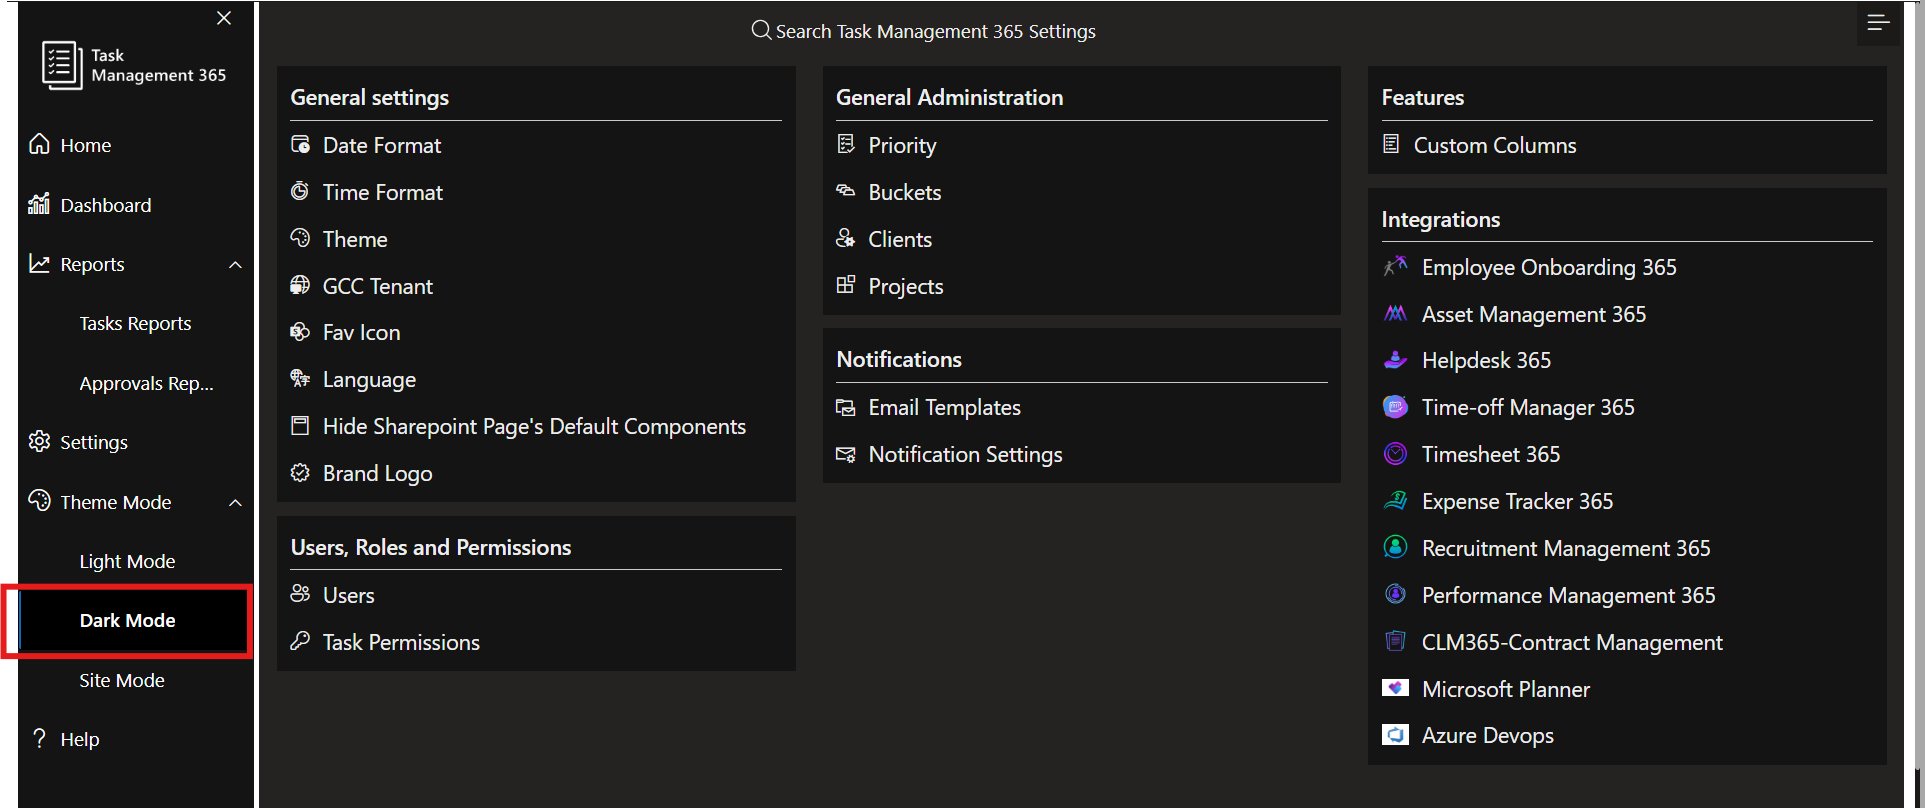 Task
Management 365
Home
Dashboard
Reports
Tasks Reports
Approvals Rep...
Settings
Theme Mode
Light Mode
Dark Mode
Site Mode
? Help
Search Task Management 365 Settings
General settings
Date Format
Time Format
Theme
GCC Tenant
Fav Icon
Language
Hide Sharepoint Page's Default Components
Brand Logo
Users, Roles and Permissions
Users
Task Permissions
General Administration
Priority
Buckets
Clients
Projects
Notifications
Email Templates
Notification Settings
Features
Custom Columns
Integrations
Employee Onboarding 365
Asset Management 365
Helpdesk 365
Time-off Manager 365
Timesheet 365
Expense Tracker 365
Recruitment Management 365
Performance Management 365
CLM365-Contract Management
Microsoft Planner
Azure Devops